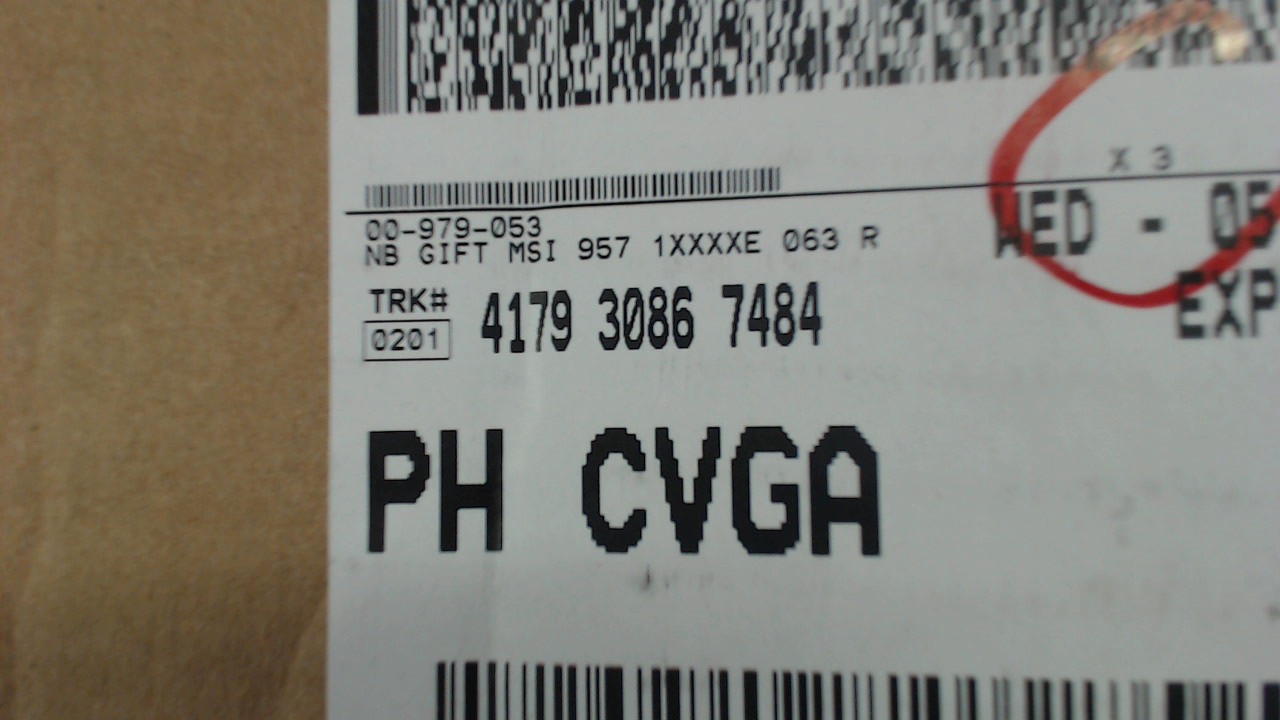 X 3
WED - 05
00-979-053
NB GIFT MSI 957 1XXXXE 063 R
EXP
TRK# 4179 3086 7484
0201
PH CVGA